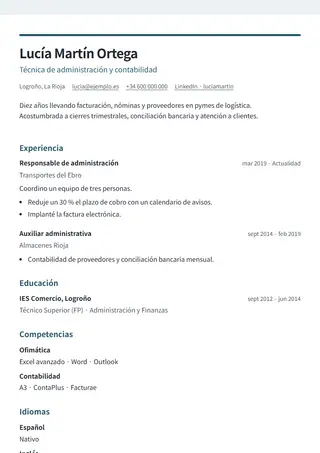 Lucía Martín Ortega
Técnica de administración y contabilidad
Logroño, La Rioja lucia@ejemplo.es +34 600 000 000 LinkedIn · luciamartin
Diez años llevando facturación, nóminas y proveedores en pymes de logística.
Acostumbrada a cierres trimestrales, conciliación bancaria y atención a clientes.
Experiencia
Responsable de administración mar 2019 - Actualidad
Transportes del Ebro
Coordino un equipo de tres personas.
• Reduje un 30 % el plazo de cobro con un calendario de avisos.
• Implanté la factura electrónica.
Auxiliar administrativa sept 2014 - feb 2019
Almacenes Rioja
• Contabilidad de proveedores y conciliación bancaria mensual.
Educación
IES Comercio, Logroño sept 2012 - jun 2014
Técnico Superior (FP) · Administración y Finanzas
Competencias
Ofimática
Excel avanzado · Word · Outlook
Contabilidad
A3 · ContaPlus · Facturae
Idiomas
Español
Nativo